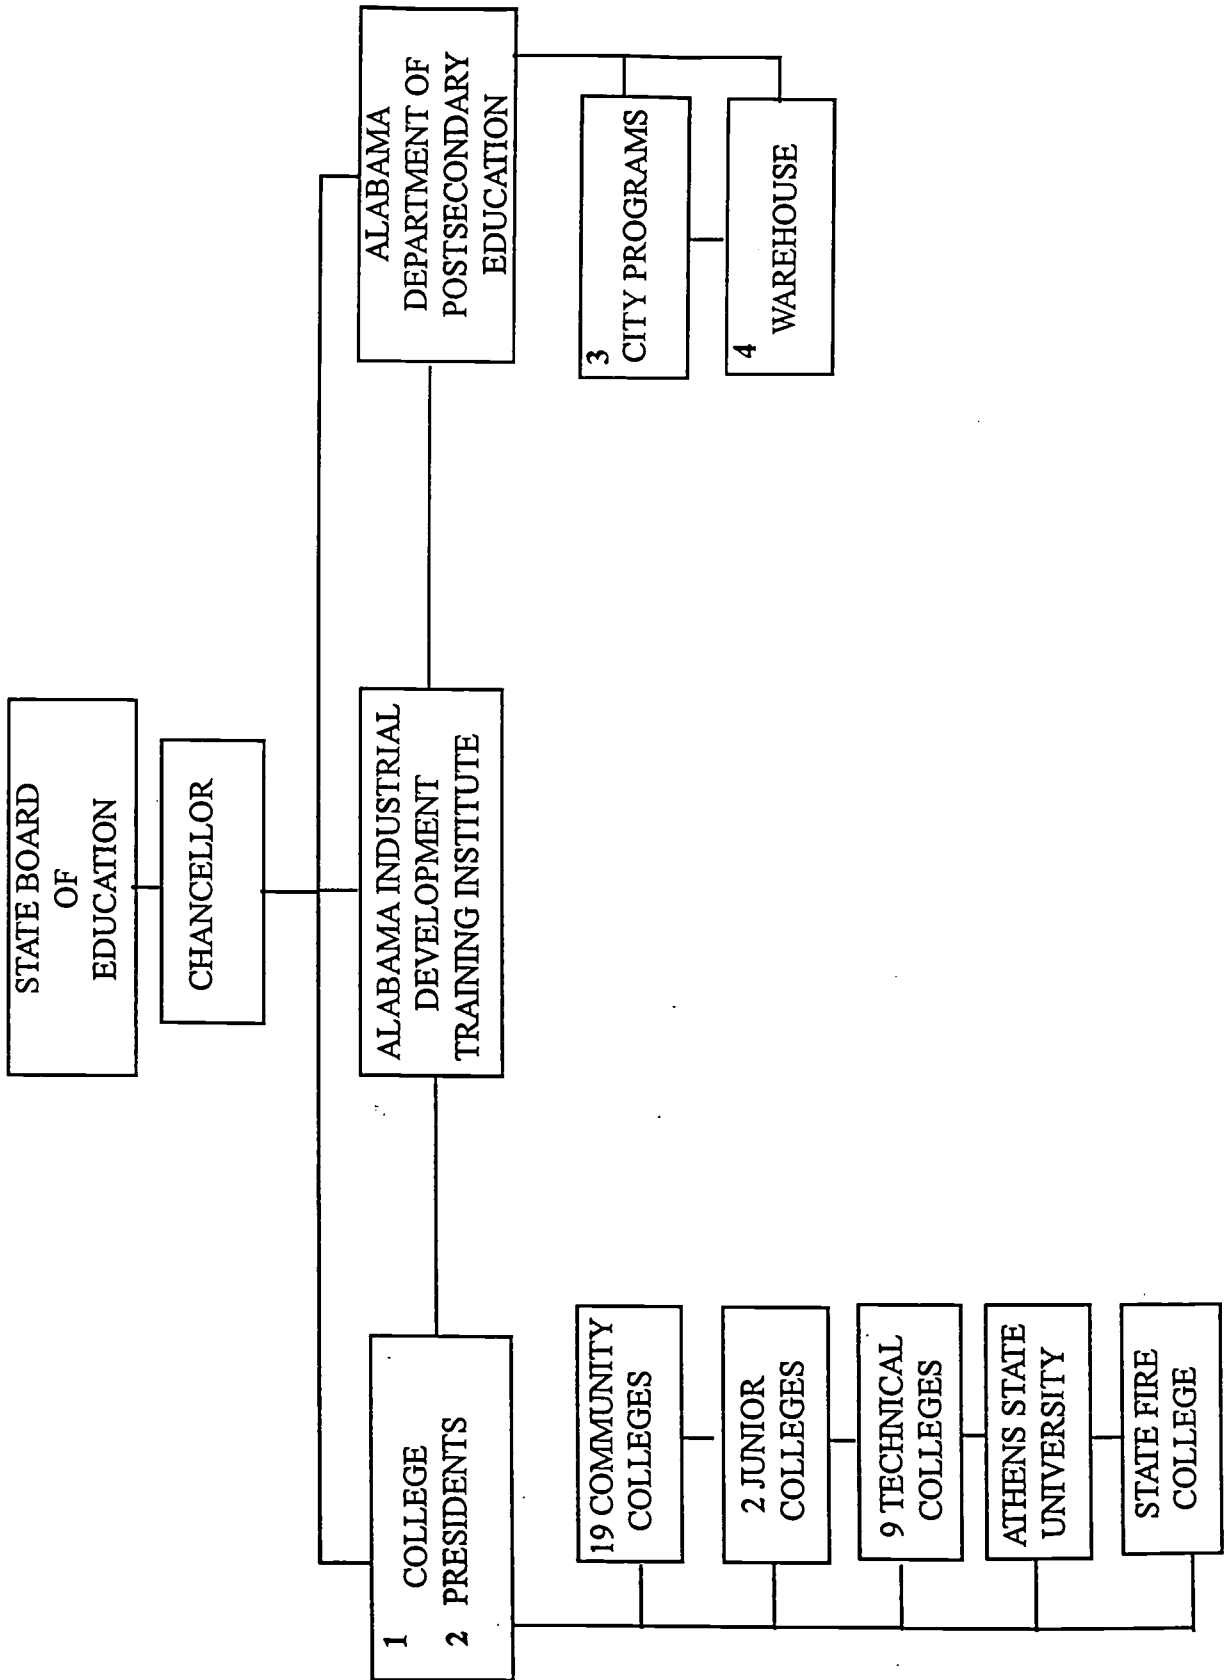 STATE BOARD
OF
EDUCATION
CHANCELLOR
1 COLLEGE
2 PRESIDENTS
ALABAMA INDUSTRIAL
DEVELOPMENT
TRAINING INSTITUTE
ALABAMA
DEPARTMENT OF
POSTSECONDARY
EDUCATION
19 COMMUNITY
COLLEGES
2 JUNIOR
COLLEGES
9 TECHNICAL
COLLEGES
ATHENS STATE
UNIVERSITY
STATE FIRE
COLLEGE
3
CITY PROGRAMS
4
WAREHOUSE